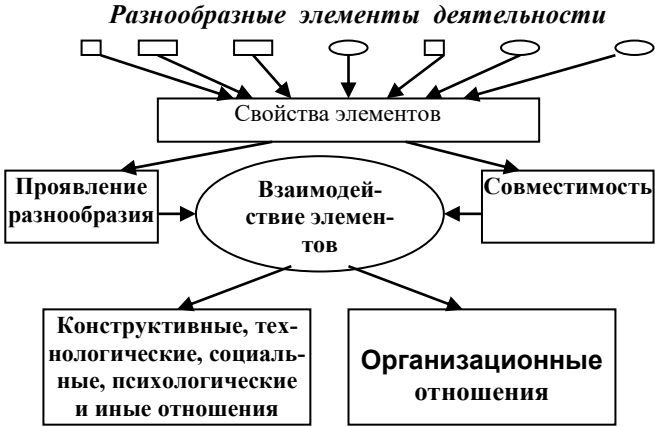 Разнообразные элементы деятельности
Свойства элементов
Проявление
разнообразия
Взаимодей-
ствие элемен-
тов
Совместимость
Конструктивные, тех-
нологические, социаль-
ные, психологические
и иные отношения
Организационные
отношения